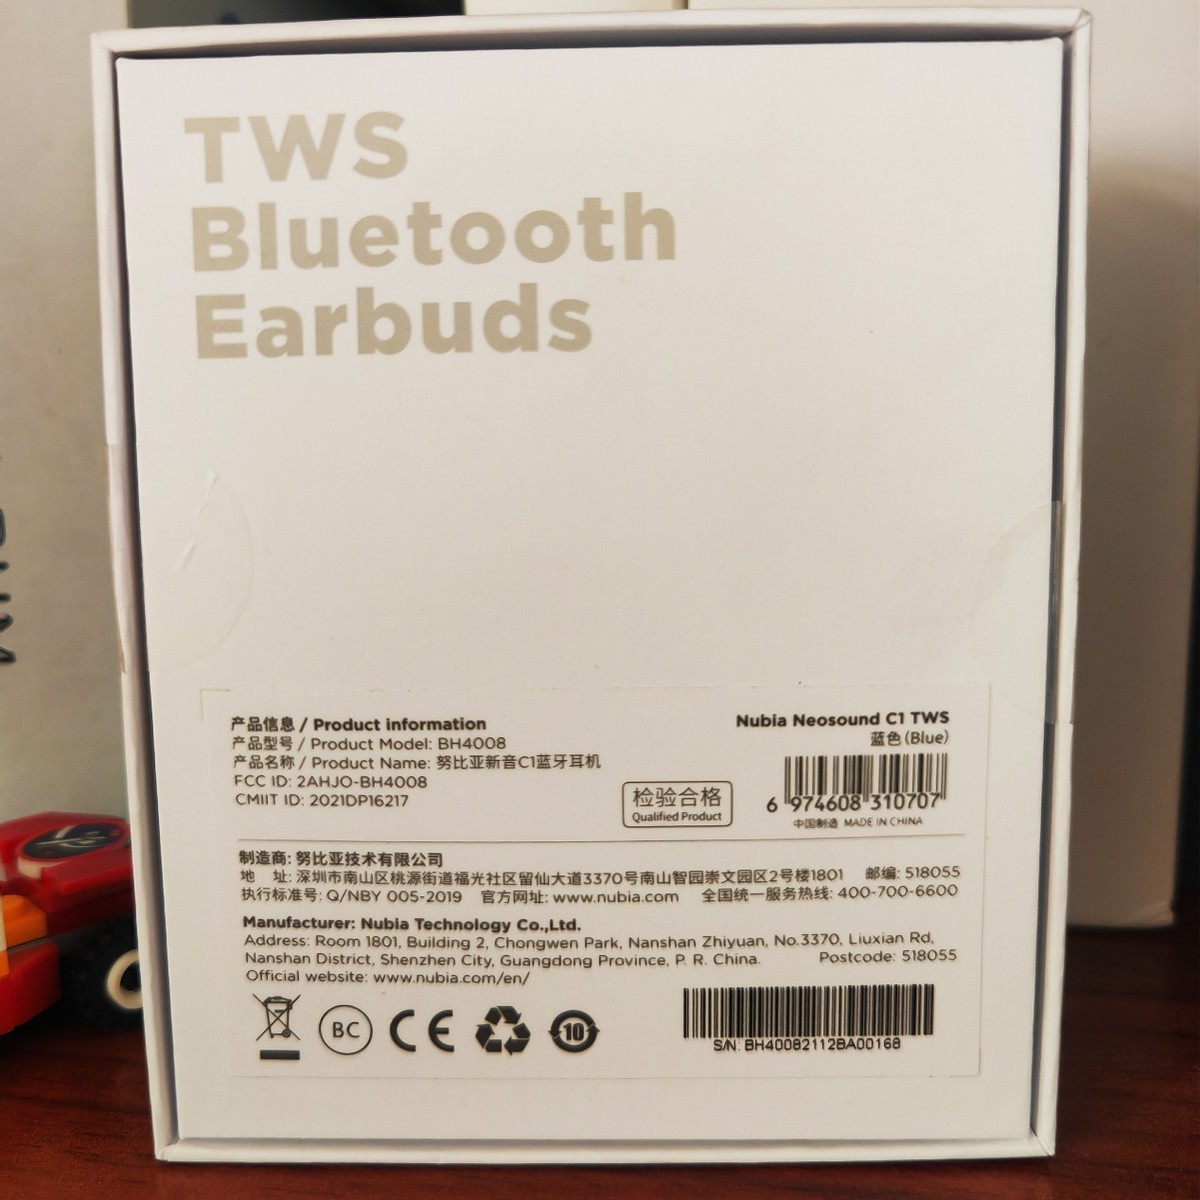 TWS
Bluetooth
Earbuds
产品信息 / Product information
产品型号 / Product Model: BH4008
产品名称 / Product Name: 努比亚新音C1蓝牙耳机
FCC ID: 2AHJO-BH4008
CMIIT ID: 2021DP16217
检验合格
Qualified Product
Nubia Neosound C1 TWS
蓝色(Blue)
6 974608 310707
中国制造 MADE IN CHINA
制造商: 努比亚技术有限公司
地 址: 深圳市南山区桃源街道福光社区留仙大道3370号南山智园崇文园区2号楼1801 邮编: 518055
执行标准号: Q/NBY 005-2019 官方网址: www.nubia.com 全国统一服务热线: 400-700-6600
Manufacturer: Nubia Technology Co.,Ltd.
Address: Room 1801, Building 2, Chongwen Park, Nanshan Zhiyuan, No.3370, Liuxian Rd,
Nanshan District, Shenzhen City, Guangdong Province, P. R. China. Postcode: 518055
Official website: www.nubia.com/en/
BC CE 10
S/N: BH40082112BA00168